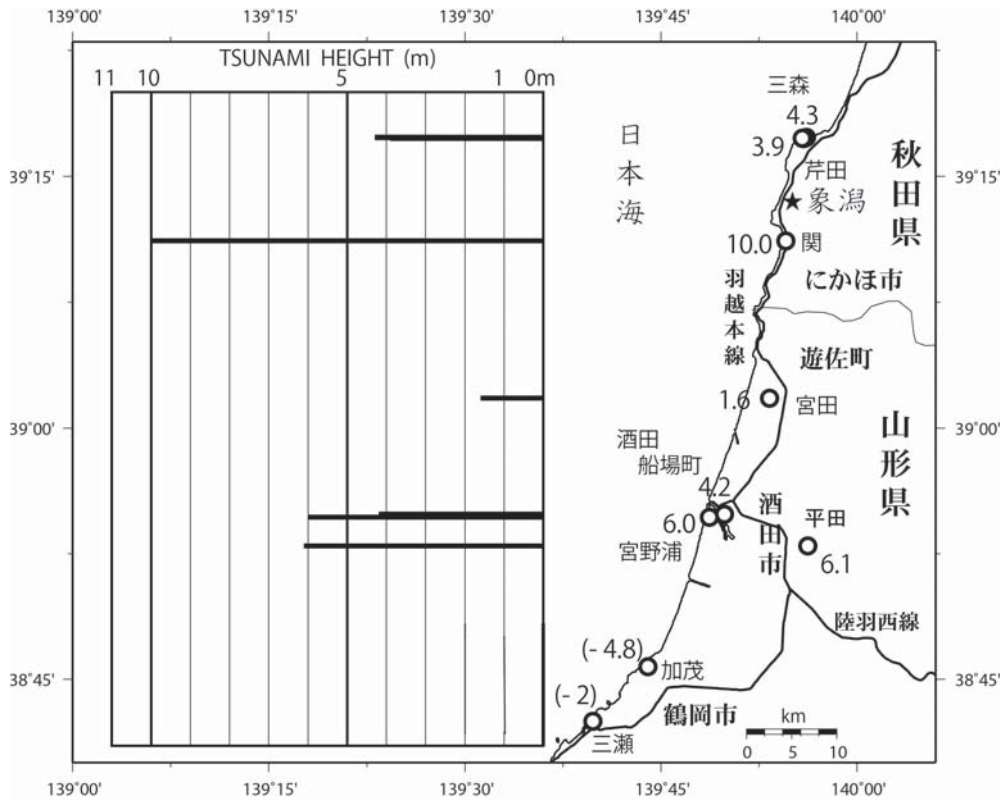 139°00'
139°15'
139°30'
139°45'
140°00'
TSUNAMI HEIGHT (m)
11
10
5
1
0m
39°15'
39°00'
38°45'
日本海
三森
4.3
3.9
芹田
★象潟
10.0
関
秋田県
にかほ市
羽越本線
遊佐町
1.6
宮田
山形県
酒田
船場町
4.2
6.0
宮野浦
酒田市
平田
6.1
陸羽西線
(- 4.8)
加茂
(- 2)
三瀬
鶴岡市
km
0
5
10
39°15'
39°00'
38°45'
139°00'
139°15'
139°30'
139°45'
140°00'